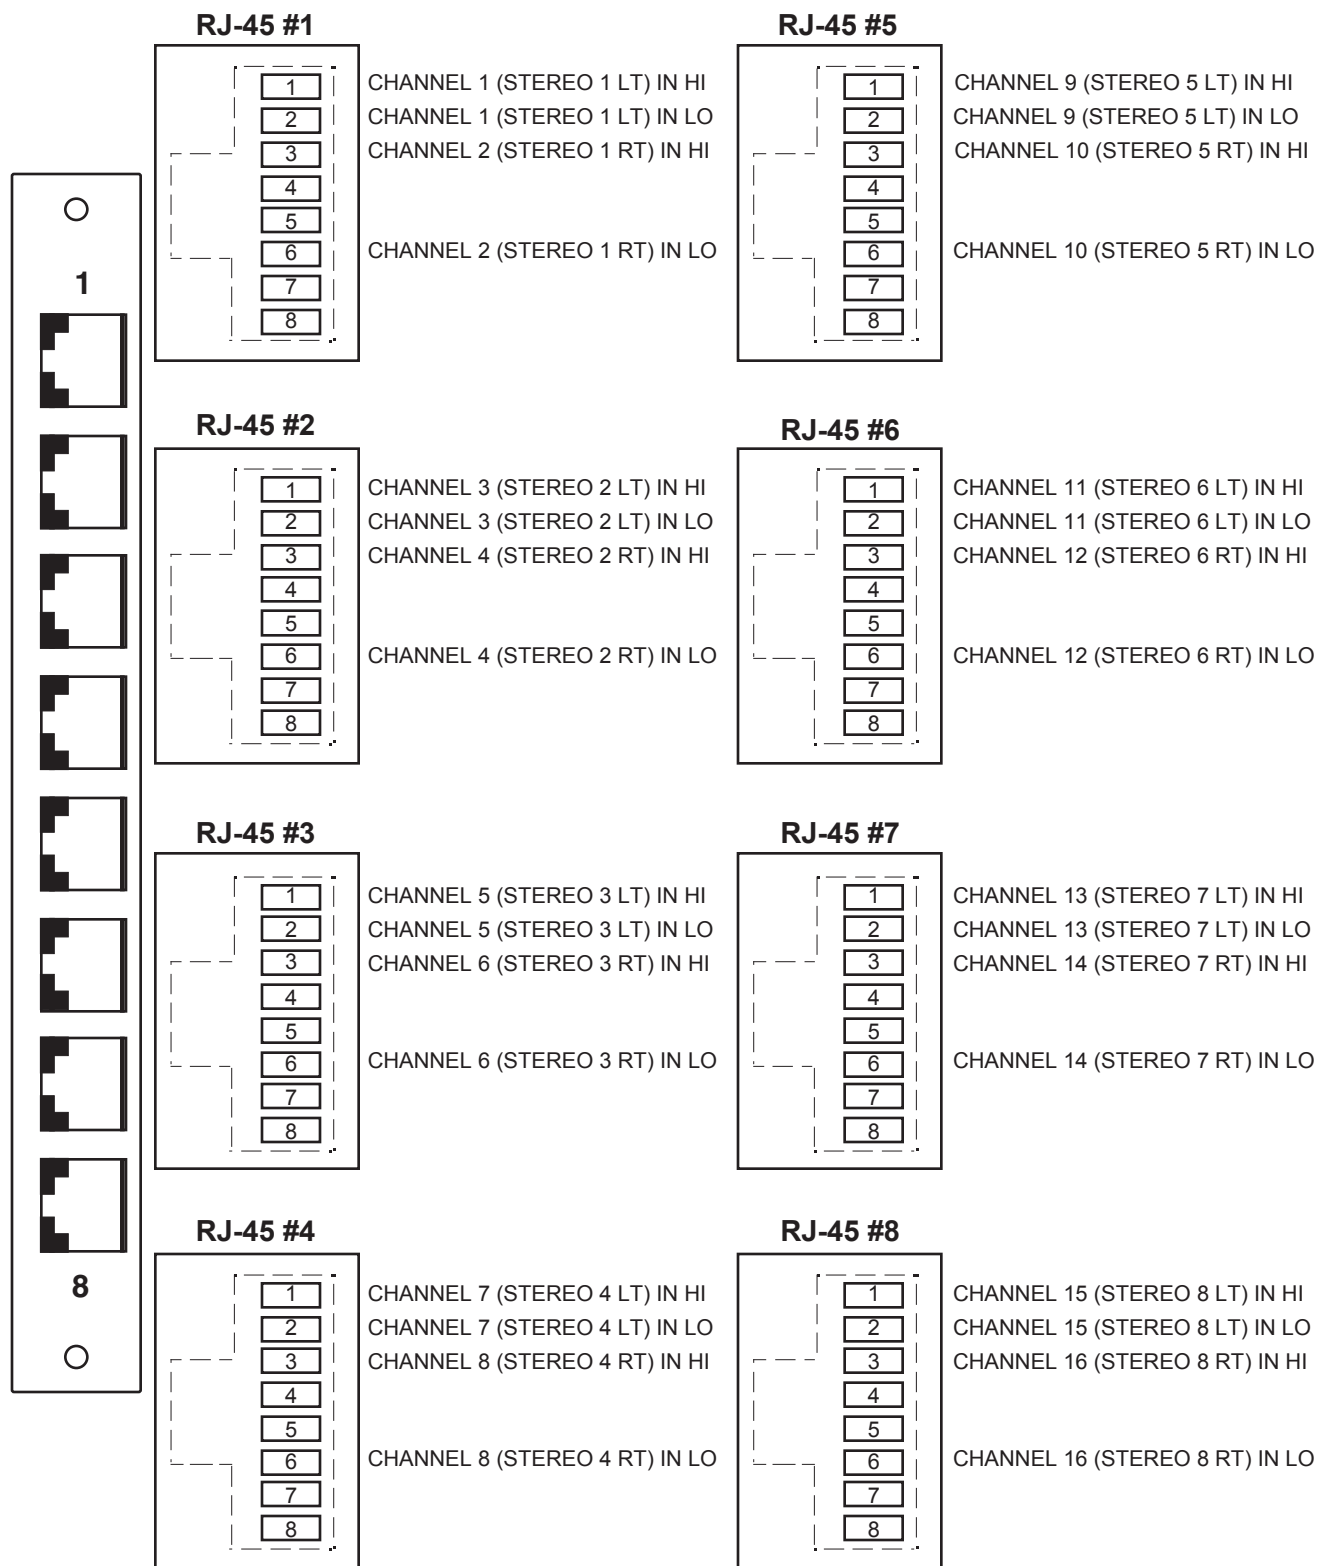 1
8
RJ-45 #1
1 CHANNEL 1 (STEREO 1 LT) IN HI
2 CHANNEL 1 (STEREO 1 LT) IN LO
3 CHANNEL 2 (STEREO 1 RT) IN HI
4
5
6 CHANNEL 2 (STEREO 1 RT) IN LO
7
8
RJ-45 #2
1 CHANNEL 3 (STEREO 2 LT) IN HI
2 CHANNEL 3 (STEREO 2 LT) IN LO
3 CHANNEL 4 (STEREO 2 RT) IN HI
4
5
6 CHANNEL 4 (STEREO 2 RT) IN LO
7
8
RJ-45 #3
1 CHANNEL 5 (STEREO 3 LT) IN HI
2 CHANNEL 5 (STEREO 3 LT) IN LO
3 CHANNEL 6 (STEREO 3 RT) IN HI
4
5
6 CHANNEL 6 (STEREO 3 RT) IN LO
7
8
RJ-45 #4
1 CHANNEL 7 (STEREO 4 LT) IN HI
2 CHANNEL 7 (STEREO 4 LT) IN LO
3 CHANNEL 8 (STEREO 4 RT) IN HI
4
5
6 CHANNEL 8 (STEREO 4 RT) IN LO
7
8
RJ-45 #5
1 CHANNEL 9 (STEREO 5 LT) IN HI
2 CHANNEL 9 (STEREO 5 LT) IN LO
3 CHANNEL 10 (STEREO 5 RT) IN HI
4
5
6 CHANNEL 10 (STEREO 5 RT) IN LO
7
8
RJ-45 #6
1 CHANNEL 11 (STEREO 6 LT) IN HI
2 CHANNEL 11 (STEREO 6 LT) IN LO
3 CHANNEL 12 (STEREO 6 RT) IN HI
4
5
6 CHANNEL 12 (STEREO 6 RT) IN LO
7
8
RJ-45 #7
1 CHANNEL 13 (STEREO 7 LT) IN HI
2 CHANNEL 13 (STEREO 7 LT) IN LO
3 CHANNEL 14 (STEREO 7 RT) IN HI
4
5
6 CHANNEL 14 (STEREO 7 RT) IN LO
7
8
RJ-45 #8
1 CHANNEL 15 (STEREO 8 LT) IN HI
2 CHANNEL 15 (STEREO 8 LT) IN LO
3 CHANNEL 16 (STEREO 8 RT) IN HI
4
5
6 CHANNEL 16 (STEREO 8 RT) IN LO
7
8